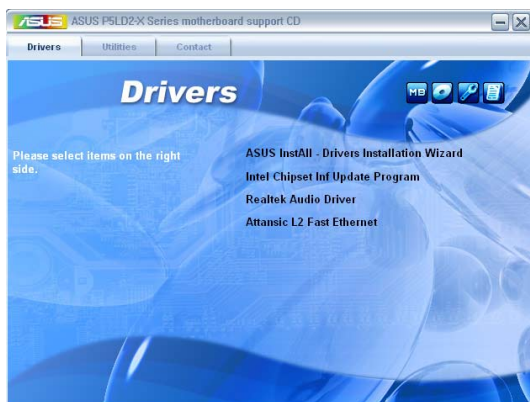 ASUS ASUS P5LD2-X Series motherboard support CD
Drivers Utilities Contact
Drivers
MB
Please select items on the right
side.
ASUS InstAll - Drivers Installation Wizard
Intel Chipset Inf Update Program
Realtek Audio Driver
Attansic L2 Fast Ethernet